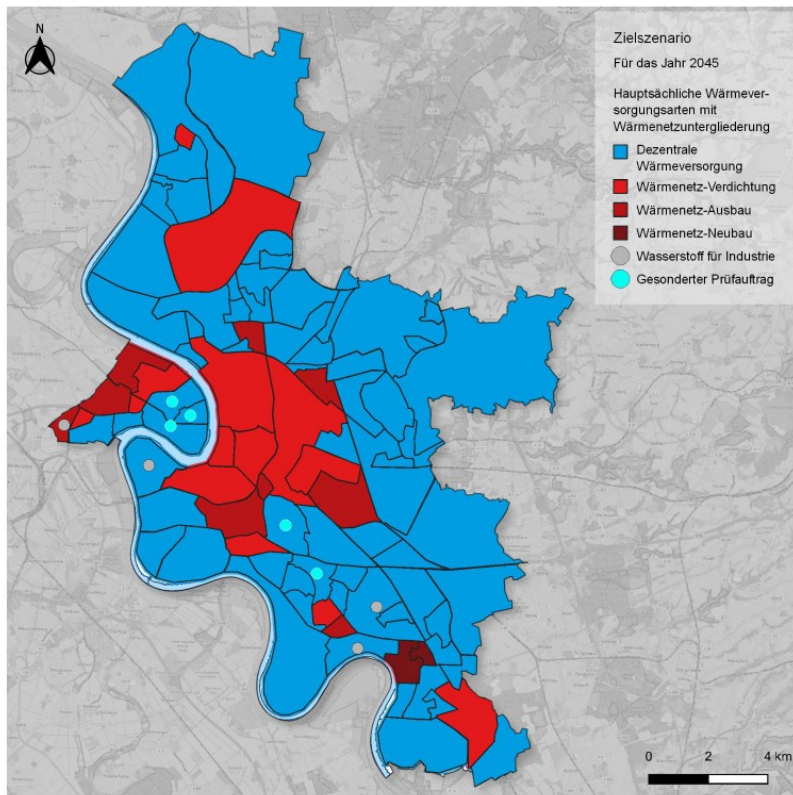 N
Zielszenario
Für das Jahr 2045
Hauptsächliche Wärmever-
sorgungsarten mit
Wärmenetzuntergliederung
Dezentrale
Wärmeversorgung
Wärmenetz-Verdichtung
Wärmenetz-Ausbau
Wärmenetz-Neubau
Wasserstoff für Industrie
Gesonderter Prüfauftrag
0 2 4 km